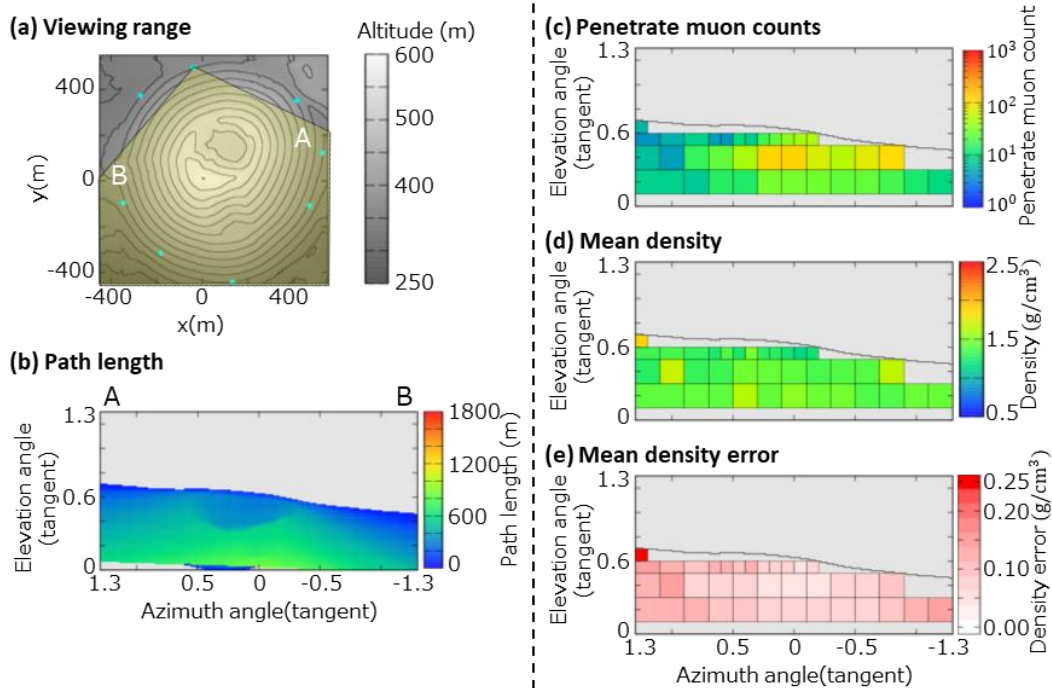 (a) Viewing range
Altitude (m)
600
500
400
250
400
0
-400
y(m)
A
B
-400
0
400
x(m)
(b) Path length
A
B
1.3
0.6
0
Elevation angle
(tangent)
1800
1200
600
0
Path length (m)
1.3
0.5
0
-0.5
-1.3
Azimuth angle(tangent)
(c) Penetrate muon counts
1.3
0.6
0
Elevation angle
(tangent)
10³
10²
10¹
10⁰
Penetrate muon count
(d) Mean density
1.3
0.6
0
Elevation angle
(tangent)
2.5
1.5
0.5
Density (g/cm³)
(e) Mean density error
1.3
0.6
0
Elevation angle
(tangent)
0.25
0.10
0.00
Density error (g/cm³)
1.3
0.5
0
-0.5
-1.3
Azimuth angle(tangent)